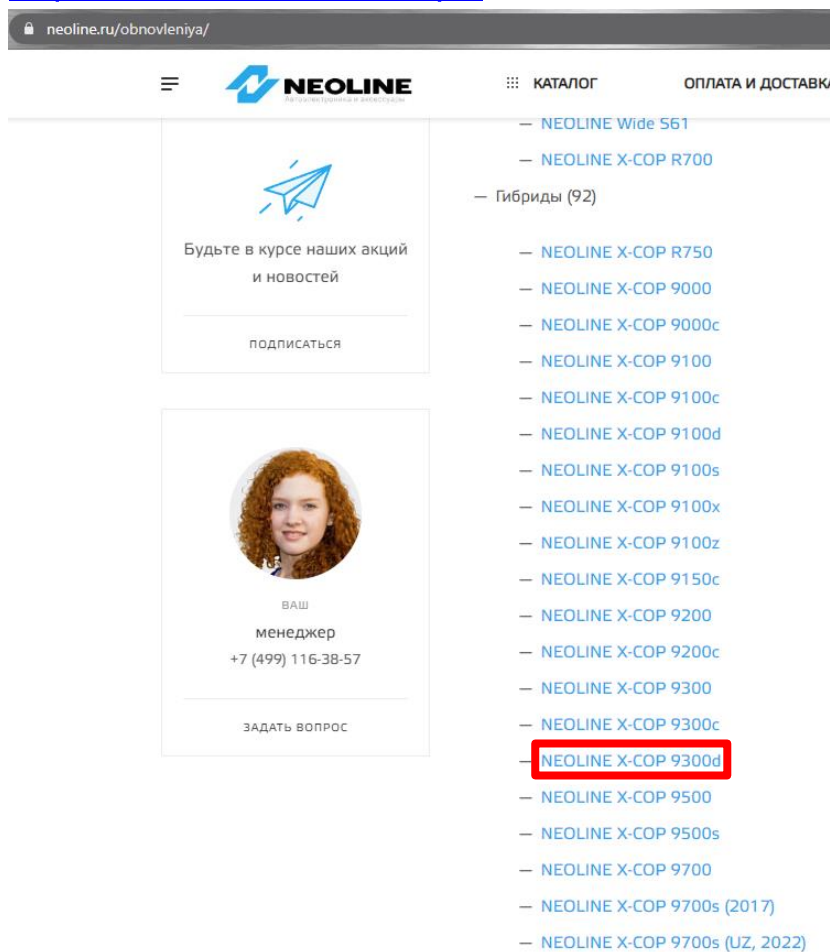 neoline.ru/obnovleniya/
NEOLINE
Автоэлектроника и аксессуары
КАТАЛОГ
ОПЛАТА И ДОСТАВКА
Будьте в курсе наших акций
и новостей
ПОДПИСАТЬСЯ
ВАШ
менеджер
+7 (499) 116-38-57
ЗАДАТЬ ВОПРОС
— NEOLINE Wide S61
— NEOLINE X-COP R700
— Гибриды (92)
— NEOLINE X-COP R750
— NEOLINE X-COP 9000
— NEOLINE X-COP 9000c
— NEOLINE X-COP 9100
— NEOLINE X-COP 9100c
— NEOLINE X-COP 9100d
— NEOLINE X-COP 9100s
— NEOLINE X-COP 9100x
— NEOLINE X-COP 9100z
— NEOLINE X-COP 9150c
— NEOLINE X-COP 9200
— NEOLINE X-COP 9200c
— NEOLINE X-COP 9300
— NEOLINE X-COP 9300c
— NEOLINE X-COP 9300d
— NEOLINE X-COP 9500
— NEOLINE X-COP 9500s
— NEOLINE X-COP 9700
— NEOLINE X-COP 9700s (2017)
— NEOLINE X-COP 9700s (UZ, 2022)